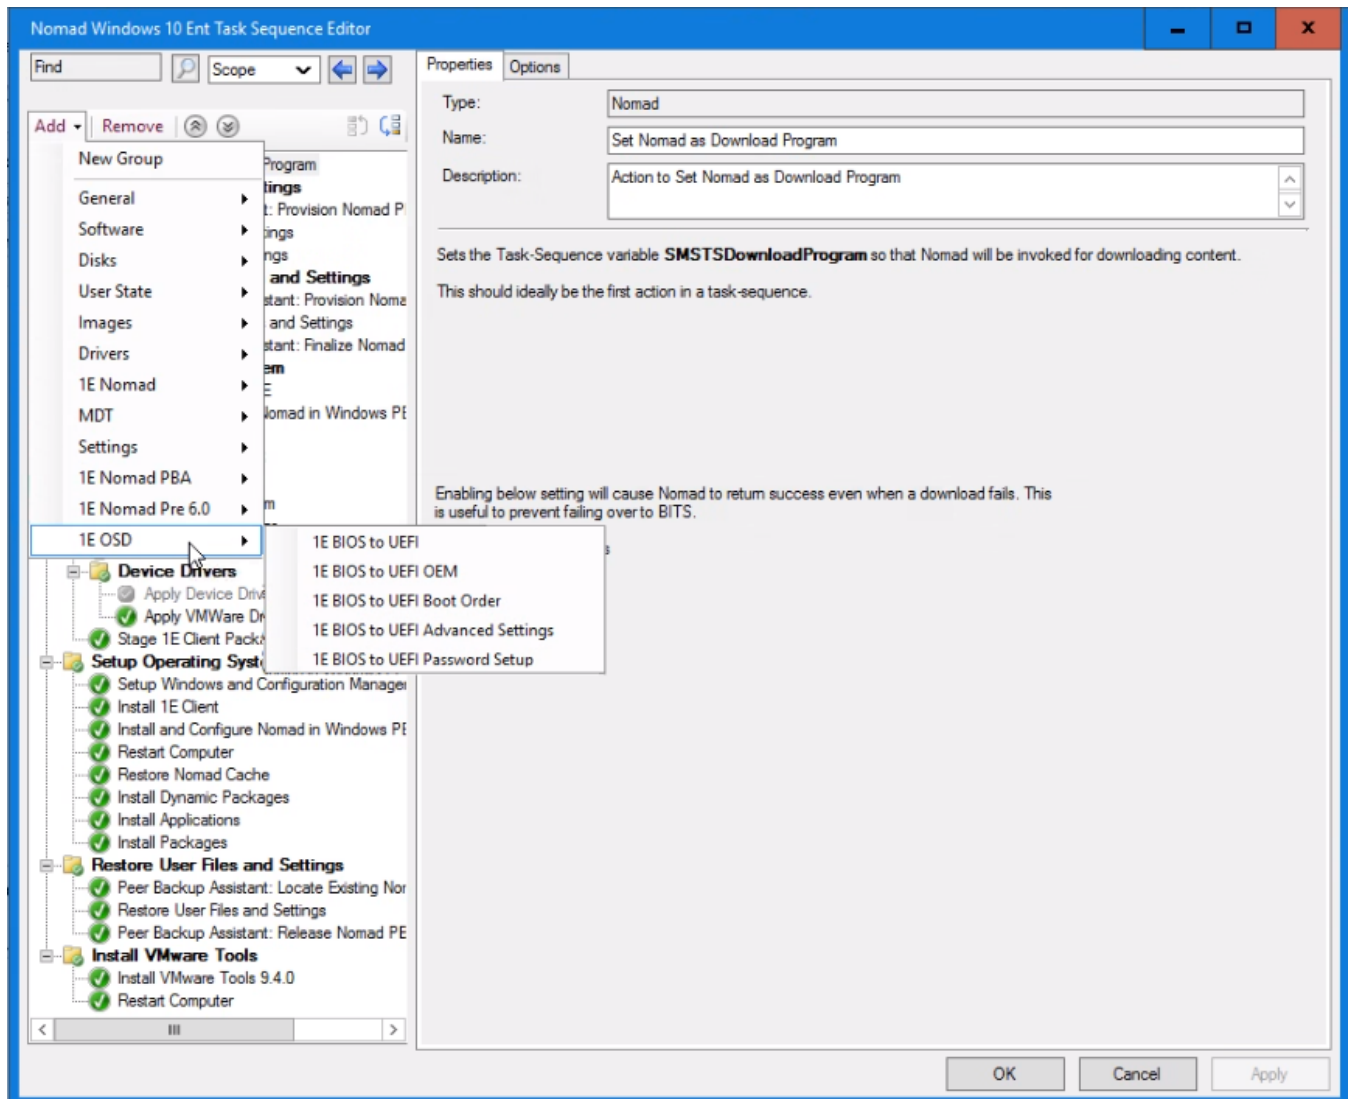 Nomad Windows 10 Ent Task Sequence Editor
Find
Scope
Properties
Options
Add
Remove
New Group
General
Software
Disks
User State
Images
Drivers
1E Nomad
MDT
Settings
1E Nomad PBA
1E Nomad Pre 6.0
1E OSD
1E BIOS to UEFI
1E BIOS to UEFI OEM
1E BIOS to UEFI Boot Order
1E BIOS to UEFI Advanced Settings
1E BIOS to UEFI Password Setup
Program
: Provision Nomad P
and Settings
: Provision Noma
and Settings
: Finalize Nomad
in Windows PE
Device Drivers
Apply Device
Apply VMWare
Stage 1E Client
Setup Operating
Setup Windows and Configuration Manager
Install 1E Client
Install and Configure Nomad in Windows PE
Restart Computer
Restore Nomad Cache
Install Dynamic Packages
Install Applications
Install Packages
Restore User Files and Settings
Peer Backup Assistant: Locate Existing Nor
Restore User Files and Settings
Peer Backup Assistant: Release Nomad PE
Install VMware Tools
Install VMware Tools 9.4.0
Restart Computer
Type:
Nomad
Name:
Set Nomad as Download Program
Description:
Action to Set Nomad as Download Program
Sets the Task-Sequence variable SMSTSDownloadProgram so that Nomad will be invoked for downloading content.
This should ideally be the first action in a task-sequence.
Enabling below setting will cause Nomad to return success even when a download fails. This
is useful to prevent failing over to BITS.
OK
Cancel
Apply